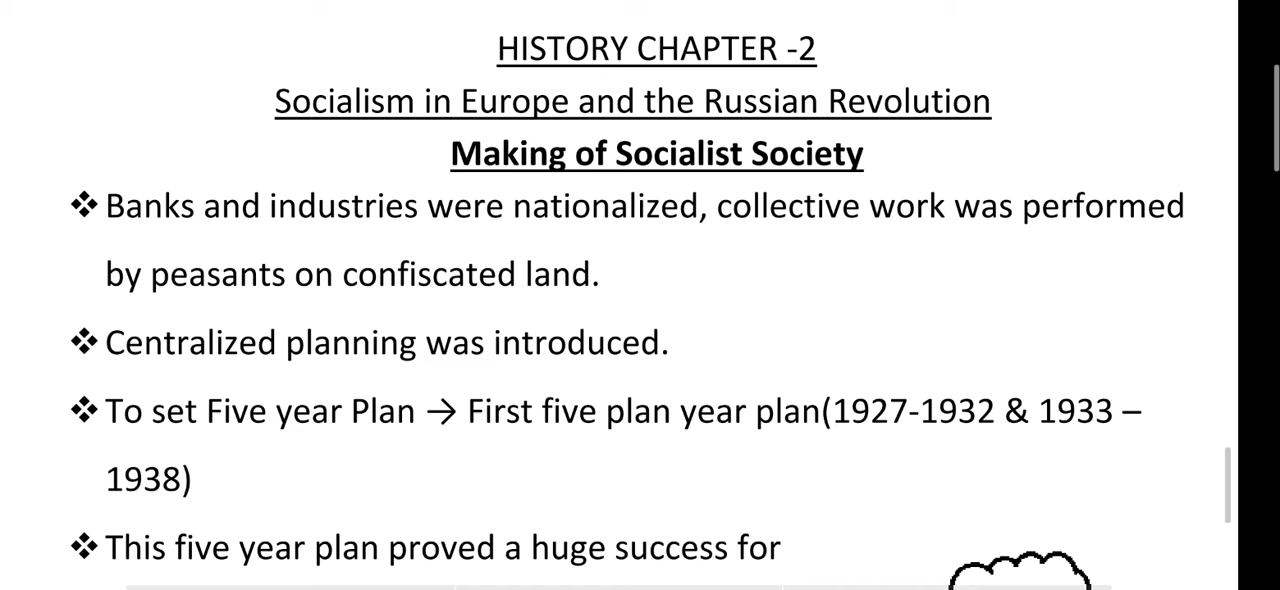 HISTORY CHAPTER -2
Socialism in Europe and the Russian Revolution
Making of Socialist Society
❖ Banks and industries were nationalized, collective work was performed
by peasants on confiscated land.
❖ Centralized planning was introduced.
❖ To set Five year Plan → First five plan year plan(1927-1932 & 1933 –
1938)
❖ This five year plan proved a huge success for